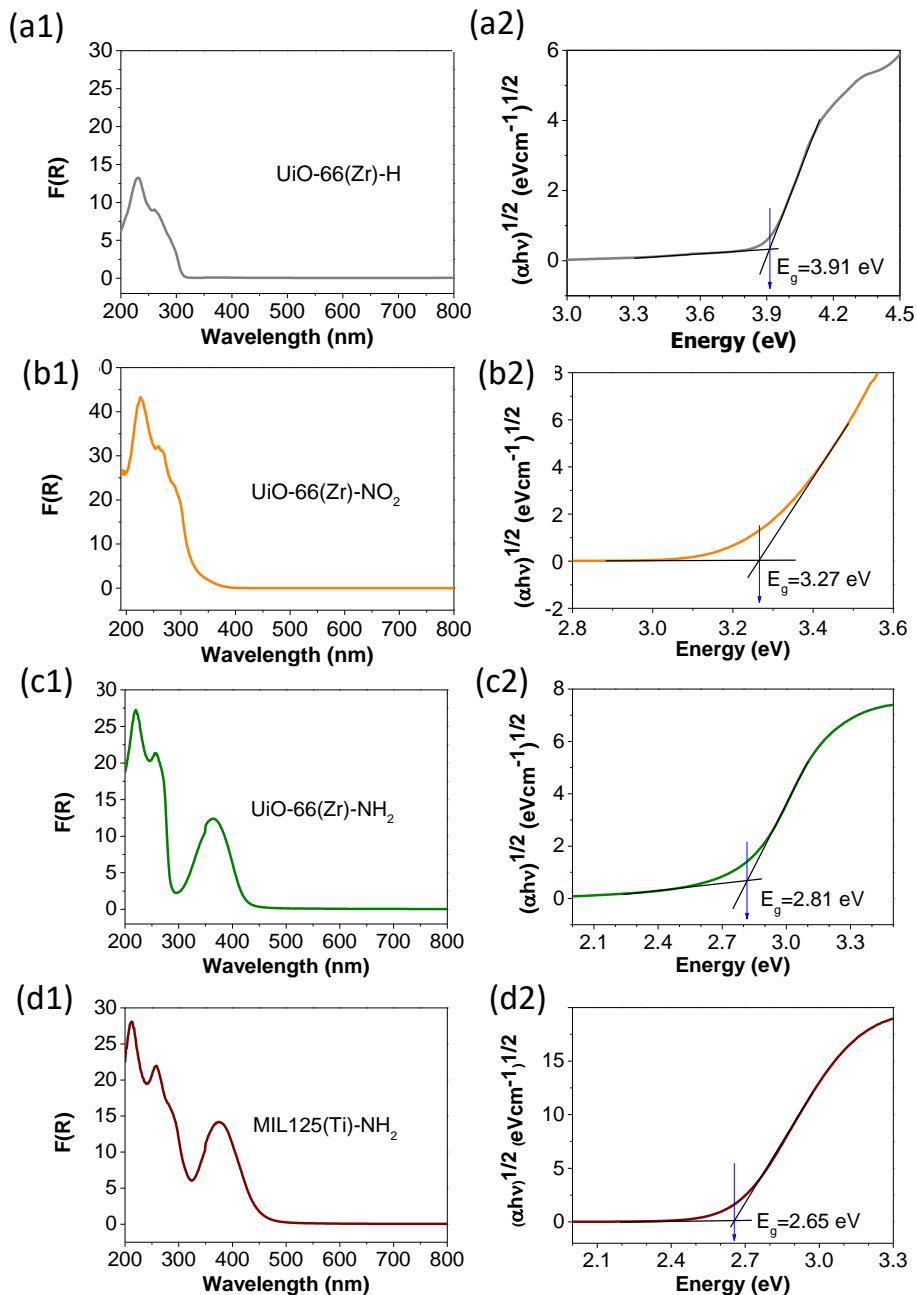 (a1)
30
25
20
15
10
5
0
F(R)
UiO-66(Zr)-H
200 300 400 500 600 700 800
Wavelength (nm)
(a2)
6
4
2
0
(αhν)^1/2 (eVcm⁻¹)^1/2
E_g=3.91 eV
3.0 3.3 3.6 3.9 4.2 4.5
Energy (eV)
(b1)
0
40
30
20
10
0
F(R)
UiO-66(Zr)-NO₂
200 300 400 500 600 700 800
Wavelength (nm)
(b2)
8
6
4
2
0
-2
(αhν)^1/2 (eVcm⁻¹)^1/2
E_g=3.27 eV
2.8 3.0 3.2 3.4 3.6
Energy (eV)
(c1)
30
25
20
15
10
5
0
F(R)
UiO-66(Zr)-NH₂
200 300 400 500 600 700 800
Wavelength (nm)
(c2)
8
6
4
2
0
(αhν)^1/2 (eVcm⁻¹)^1/2
E_g=2.81 eV
2.1 2.4 2.7 3.0 3.3
Energy (eV)
(d1)
30
25
20
15
10
5
0
F(R)
MIL125(Ti)-NH₂
200 300 400 500 600 700 800
Wavelength (nm)
(d2)
15
10
5
0
(αhν)^1/2 (eVcm⁻¹)^1/2
E_g=2.65 eV
2.1 2.4 2.7 3.0 3.3
Energy (eV)